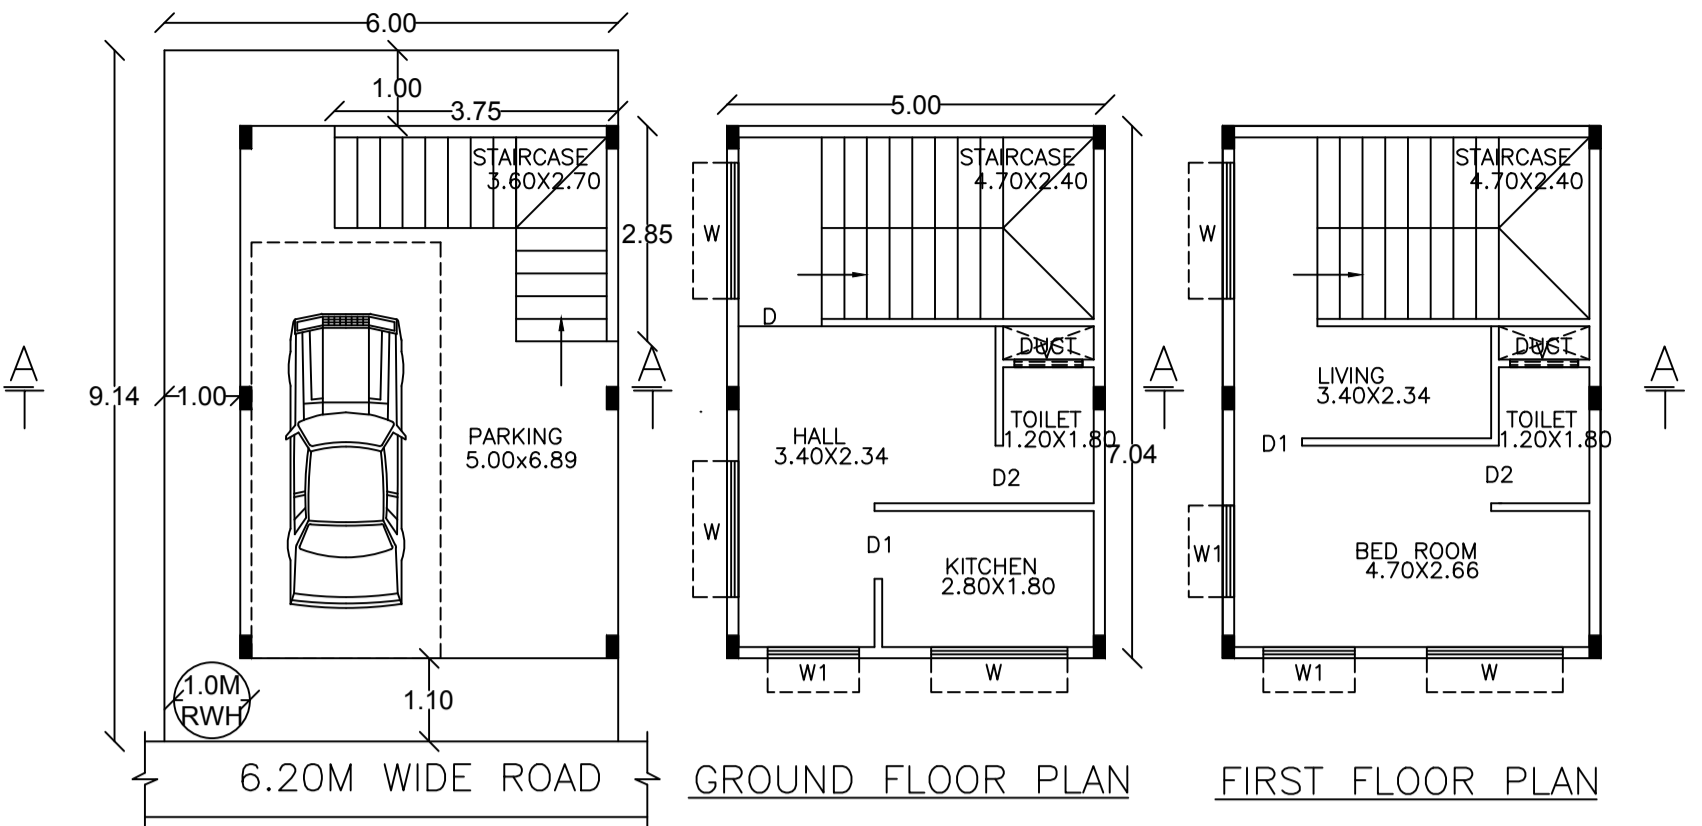 6.00
1.00
3.75
STAIRCASE
3.60X2.70
2.85
9.14
1.00
A
A
PARKING
5.00x6.89
1.0M
RWH
1.10
6.20M WIDE ROAD
5.00
STAIRCASE
4.70X2.40
W
D
DUST
HALL
3.40X2.34
TOILET
1.20X1.80
7.04
D2
W
D1
KITCHEN
2.80X1.80
W1
W
GROUND FLOOR PLAN
A
STAIRCASE
4.70X2.40
W
DUST
LIVING
3.40X2.34
TOILET
1.20X1.80
D1
D2
W1
BED ROOM
4.70X2.66
W1
W
FIRST FLOOR PLAN
A